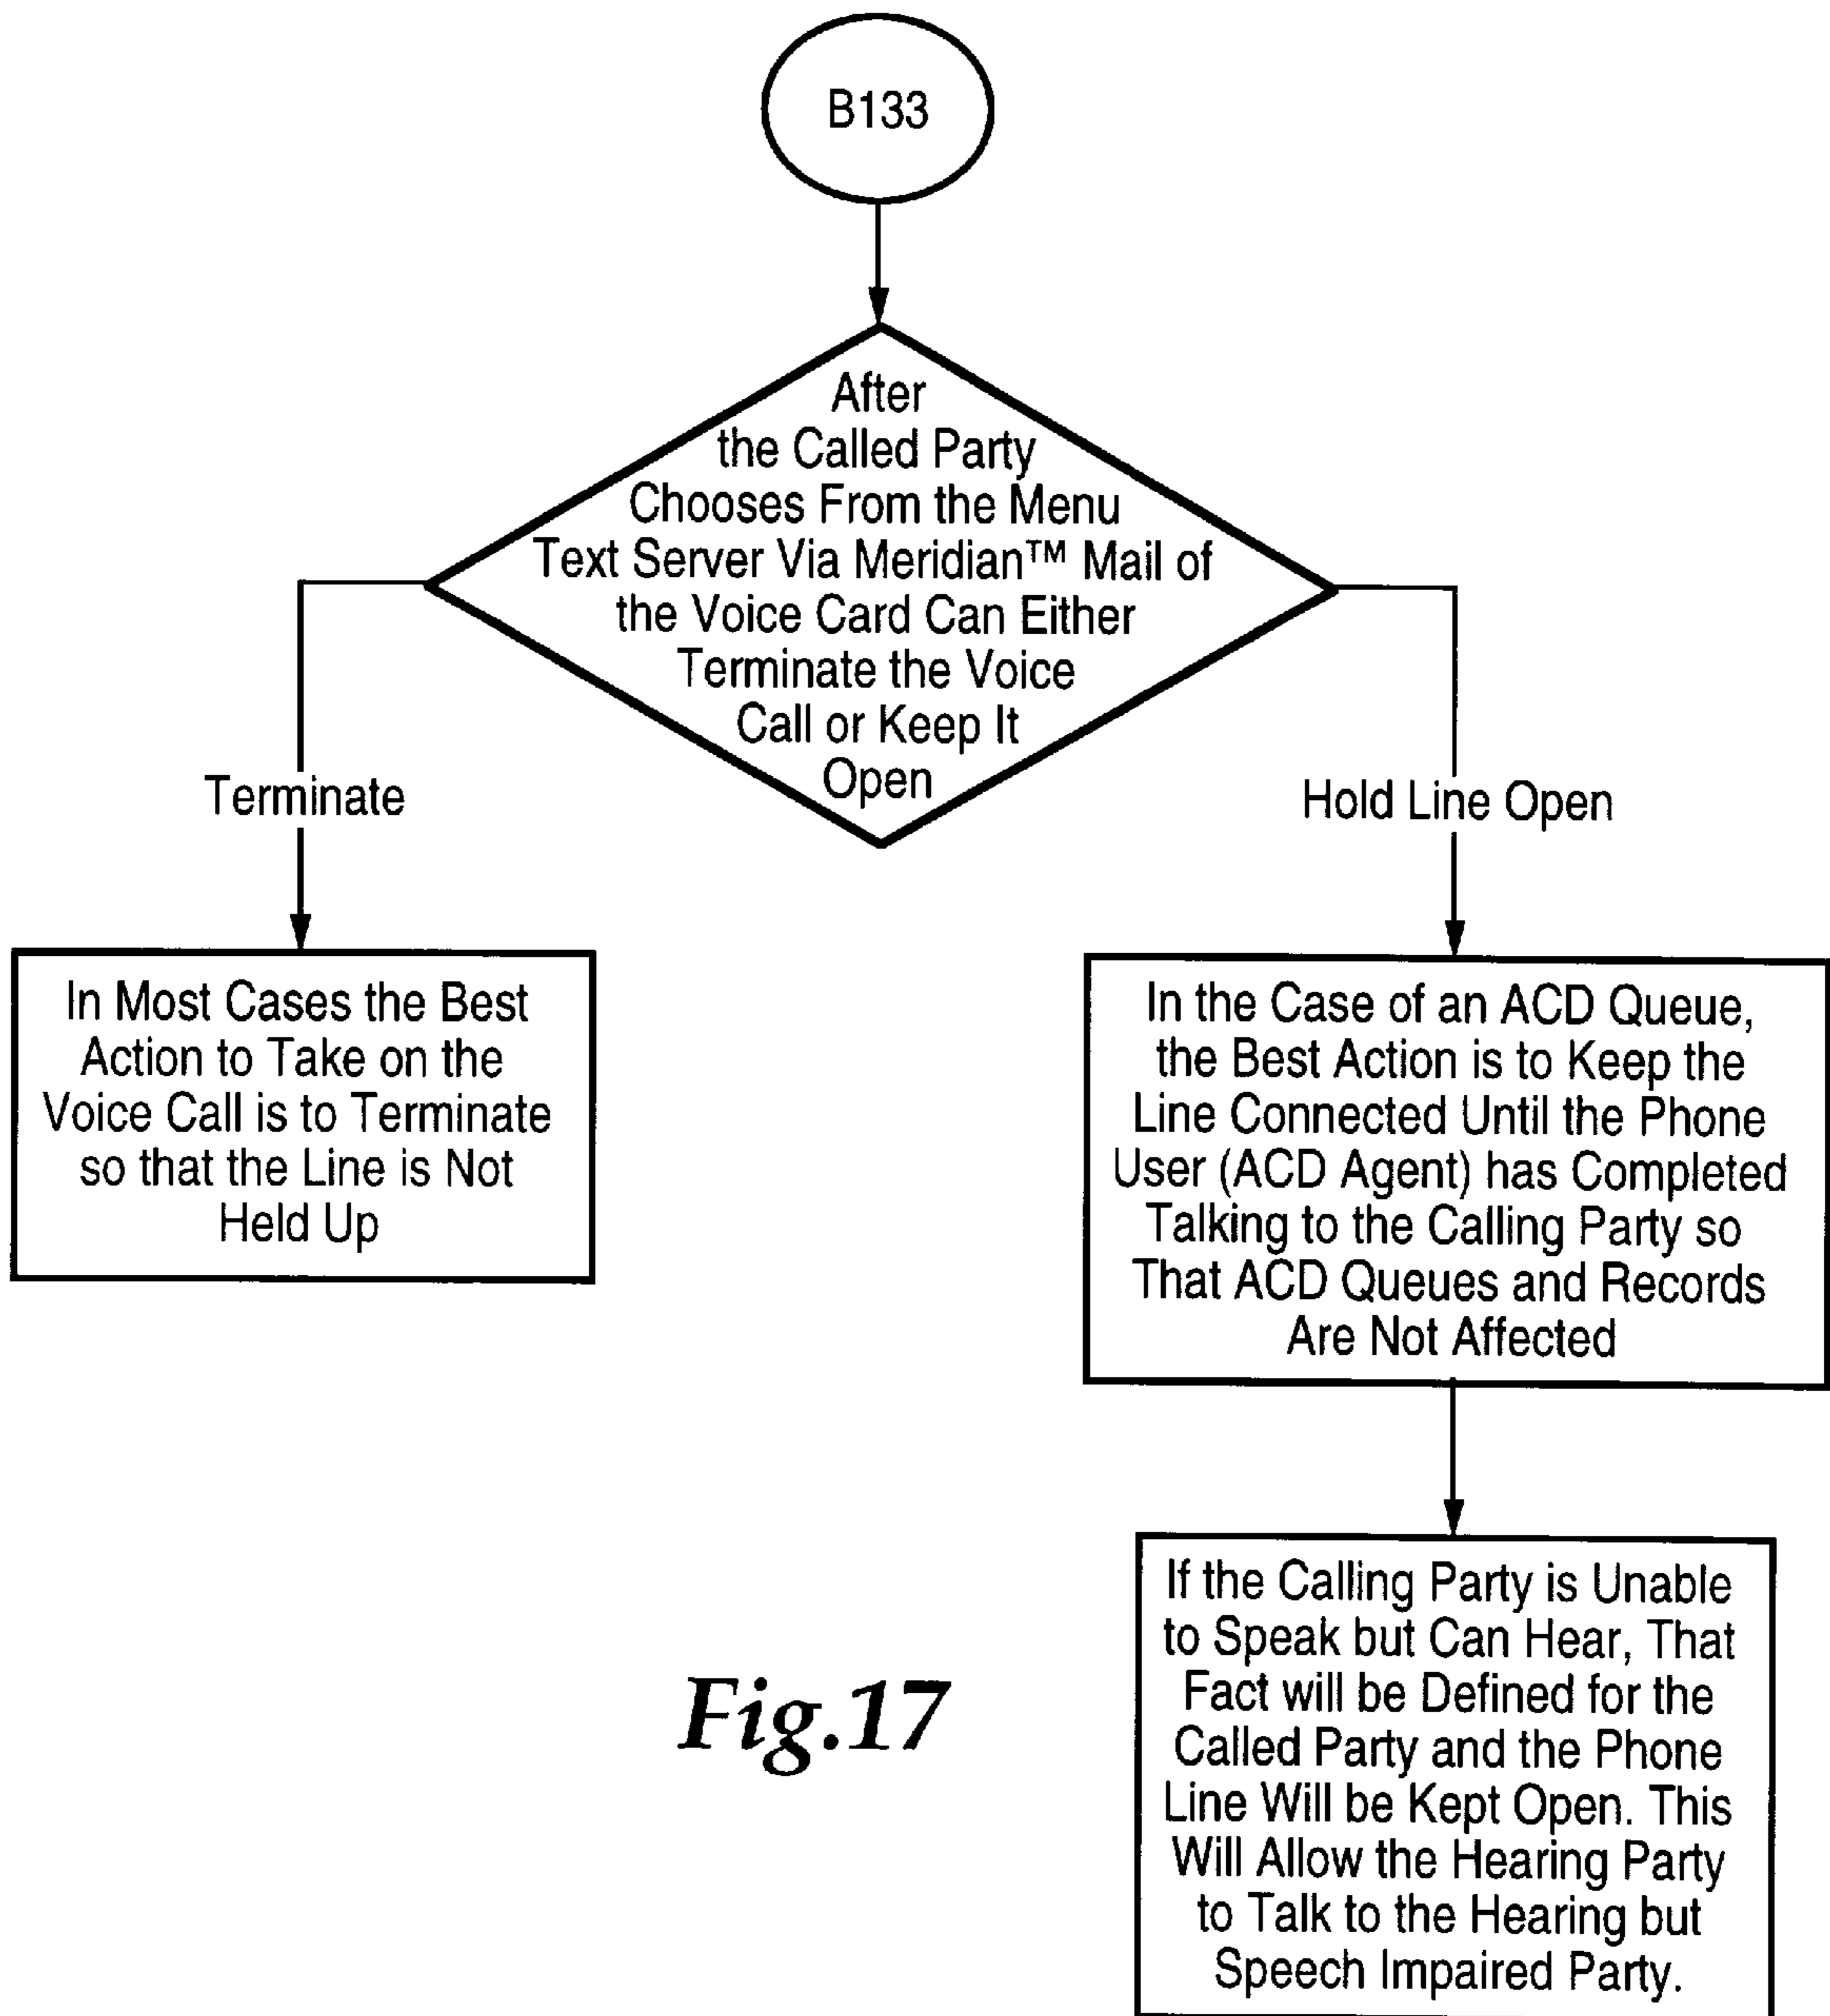 B133
After
the Called Party
Chooses From the Menu
Text Server Via Meridian™ Mail of
the Voice Card Can Either
Terminate the Voice
Call or Keep It
Open
Terminate
Hold Line Open
In Most Cases the Best
Action to Take on the
Voice Call is to Terminate
so that the Line is Not
Held Up
In the Case of an ACD Queue,
the Best Action is to Keep the
Line Connected Until the Phone
User (ACD Agent) has Completed
Talking to the Calling Party so
That ACD Queues and Records
Are Not Affected
If the Calling Party is Unable
to Speak but Can Hear, That
Fact will be Defined for the
Called Party and the Phone
Line Will be Kept Open. This
Will Allow the Hearing Party
to Talk to the Hearing but
Speech Impaired Party.
Fig.17